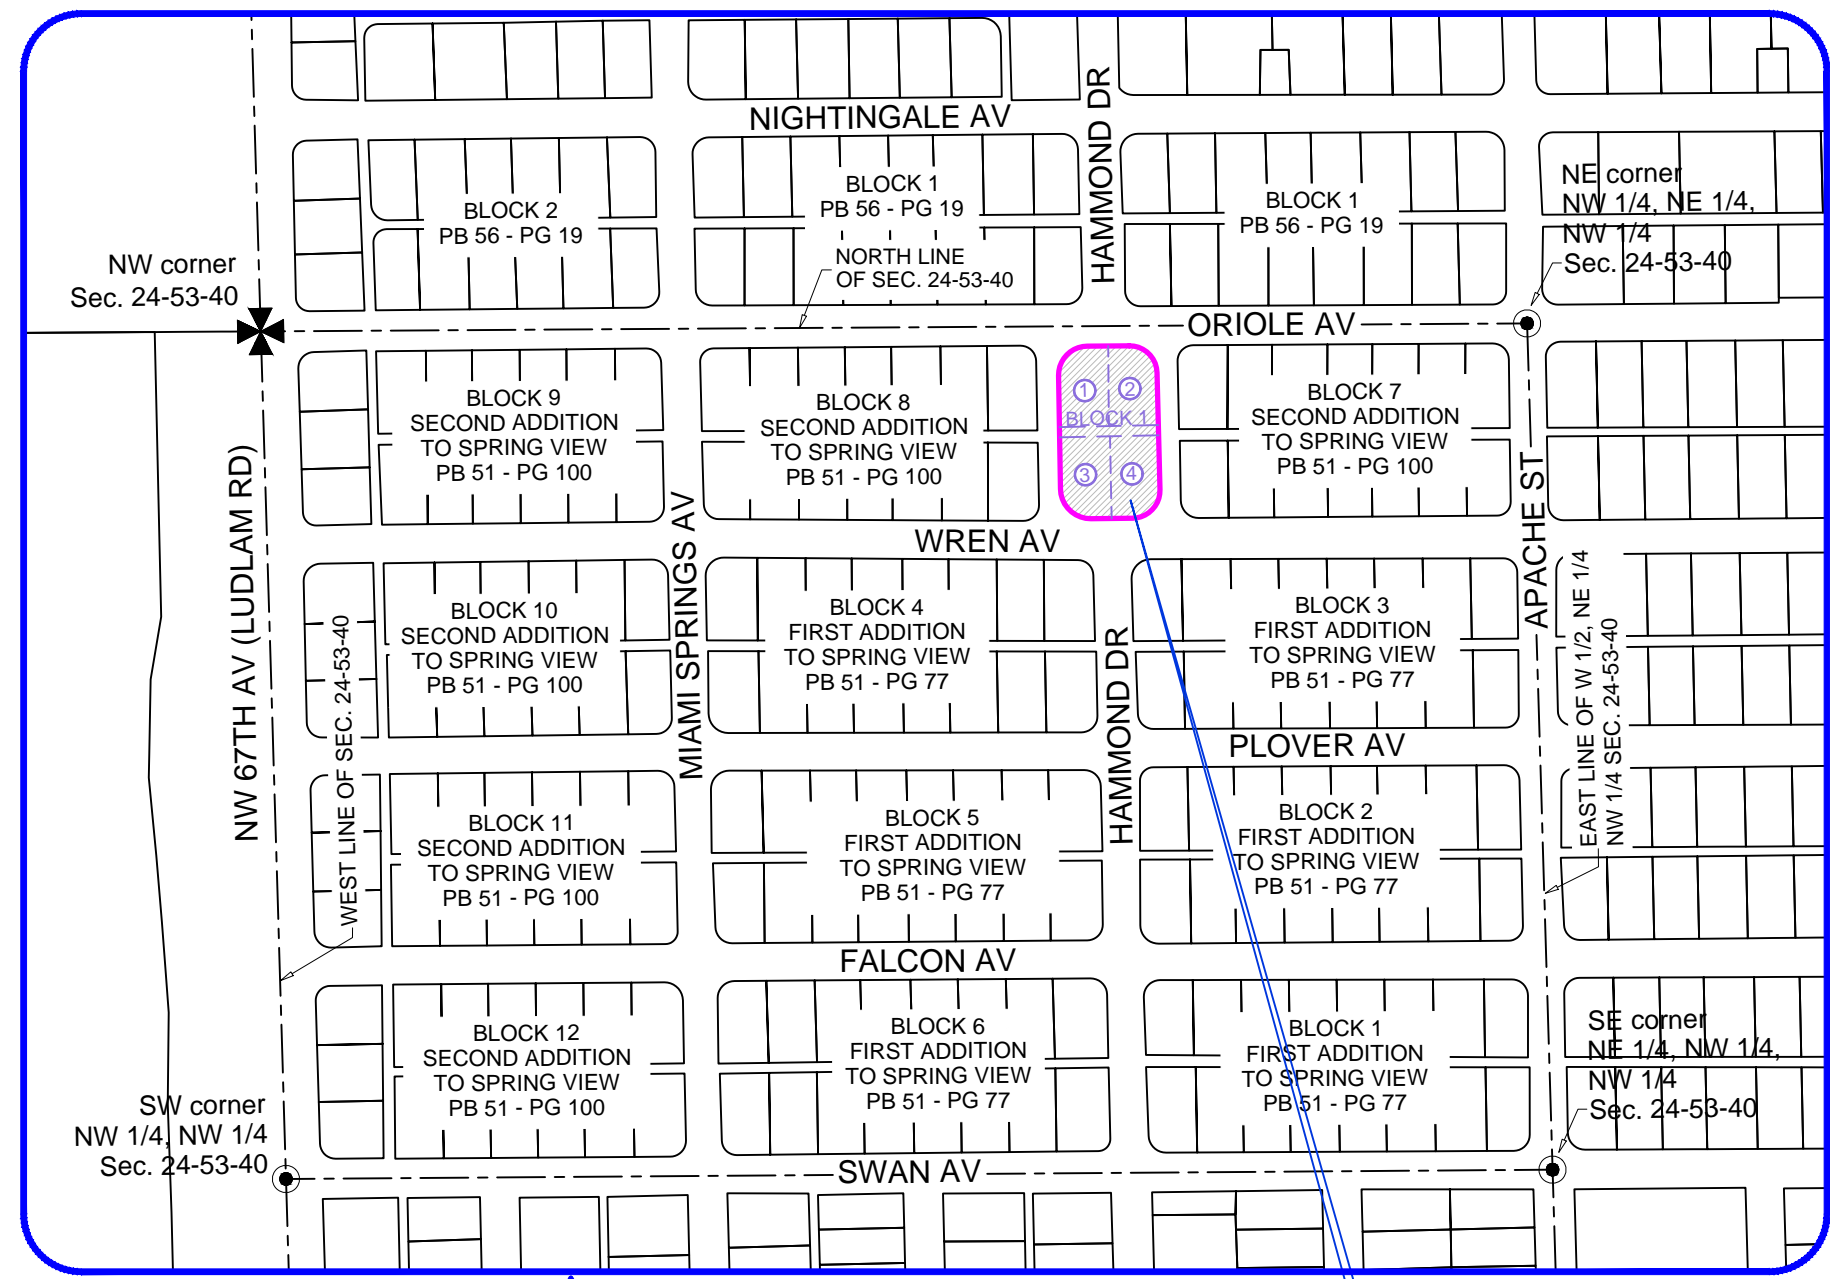 NIGHTINGALE AV
HAMMOND DR
BLOCK 2
PB 56 - PG 19
BLOCK 1
PB 56 - PG 19
BLOCK 1
PB 56 - PG 19
NE corner
NW 1/4, NE 1/4,
NW 1/4
Sec. 24-53-40
NW corner
Sec. 24-53-40
NORTH LINE
OF SEC. 24-53-40
ORIOLE AV
BLOCK 9
SECOND ADDITION
TO SPRING VIEW
PB 51 - PG 100
BLOCK 8
SECOND ADDITION
TO SPRING VIEW
PB 51 - PG 100
1
2
BLOCK 1
3
4
BLOCK 7
SECOND ADDITION
TO SPRING VIEW
PB 51 - PG 100
NW 67TH AV (LUDLAM RD)
MIAMI SPRINGS AV
WREN AV
APACHE ST
WEST LINE OF SEC. 24-53-40
BLOCK 10
SECOND ADDITION
TO SPRING VIEW
PB 51 - PG 100
BLOCK 4
FIRST ADDITION
TO SPRING VIEW
PB 51 - PG 77
HAMMOND DR
BLOCK 3
FIRST ADDITION
TO SPRING VIEW
PB 51 - PG 77
EAST LINE OF W 1/2, NE 1/4
NW 1/4 SEC. 24-53-40
PLOVER AV
BLOCK 11
SECOND ADDITION
TO SPRING VIEW
PB 51 - PG 100
BLOCK 5
FIRST ADDITION
TO SPRING VIEW
PB 51 - PG 77
BLOCK 2
FIRST ADDITION
TO SPRING VIEW
PB 51 - PG 77
FALCON AV
BLOCK 12
SECOND ADDITION
TO SPRING VIEW
PB 51 - PG 100
BLOCK 6
FIRST ADDITION
TO SPRING VIEW
PB 51 - PG 77
BLOCK 1
FIRST ADDITION
TO SPRING VIEW
PB 51 - PG 77
SE corner
NE 1/4, NW 1/4,
NW 1/4
Sec. 24-53-40
SW corner
NW 1/4, NW 1/4
Sec. 24-53-40
SWAN AV